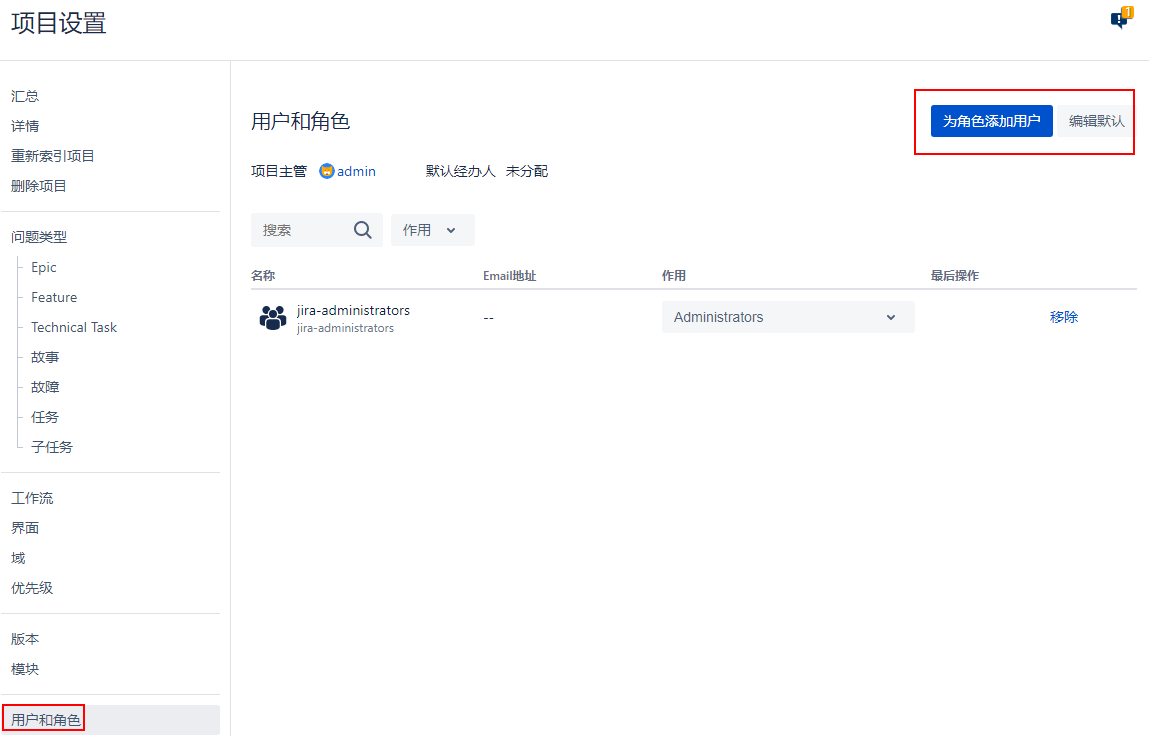 项目设置
1
汇总
详情
重新索引项目
删除项目
问题类型
Epic
Feature
Technical Task
故事
故障
任务
子任务
工作流
界面
域
优先级
版本
模块
用户和角色
用户和角色
为角色添加用户 编辑默认
项目主管 admin 默认经办人 未分配
搜索 作用
名称 Email地址 作用 最后操作
jira-administrators
jira-administrators
-- Administrators 移除